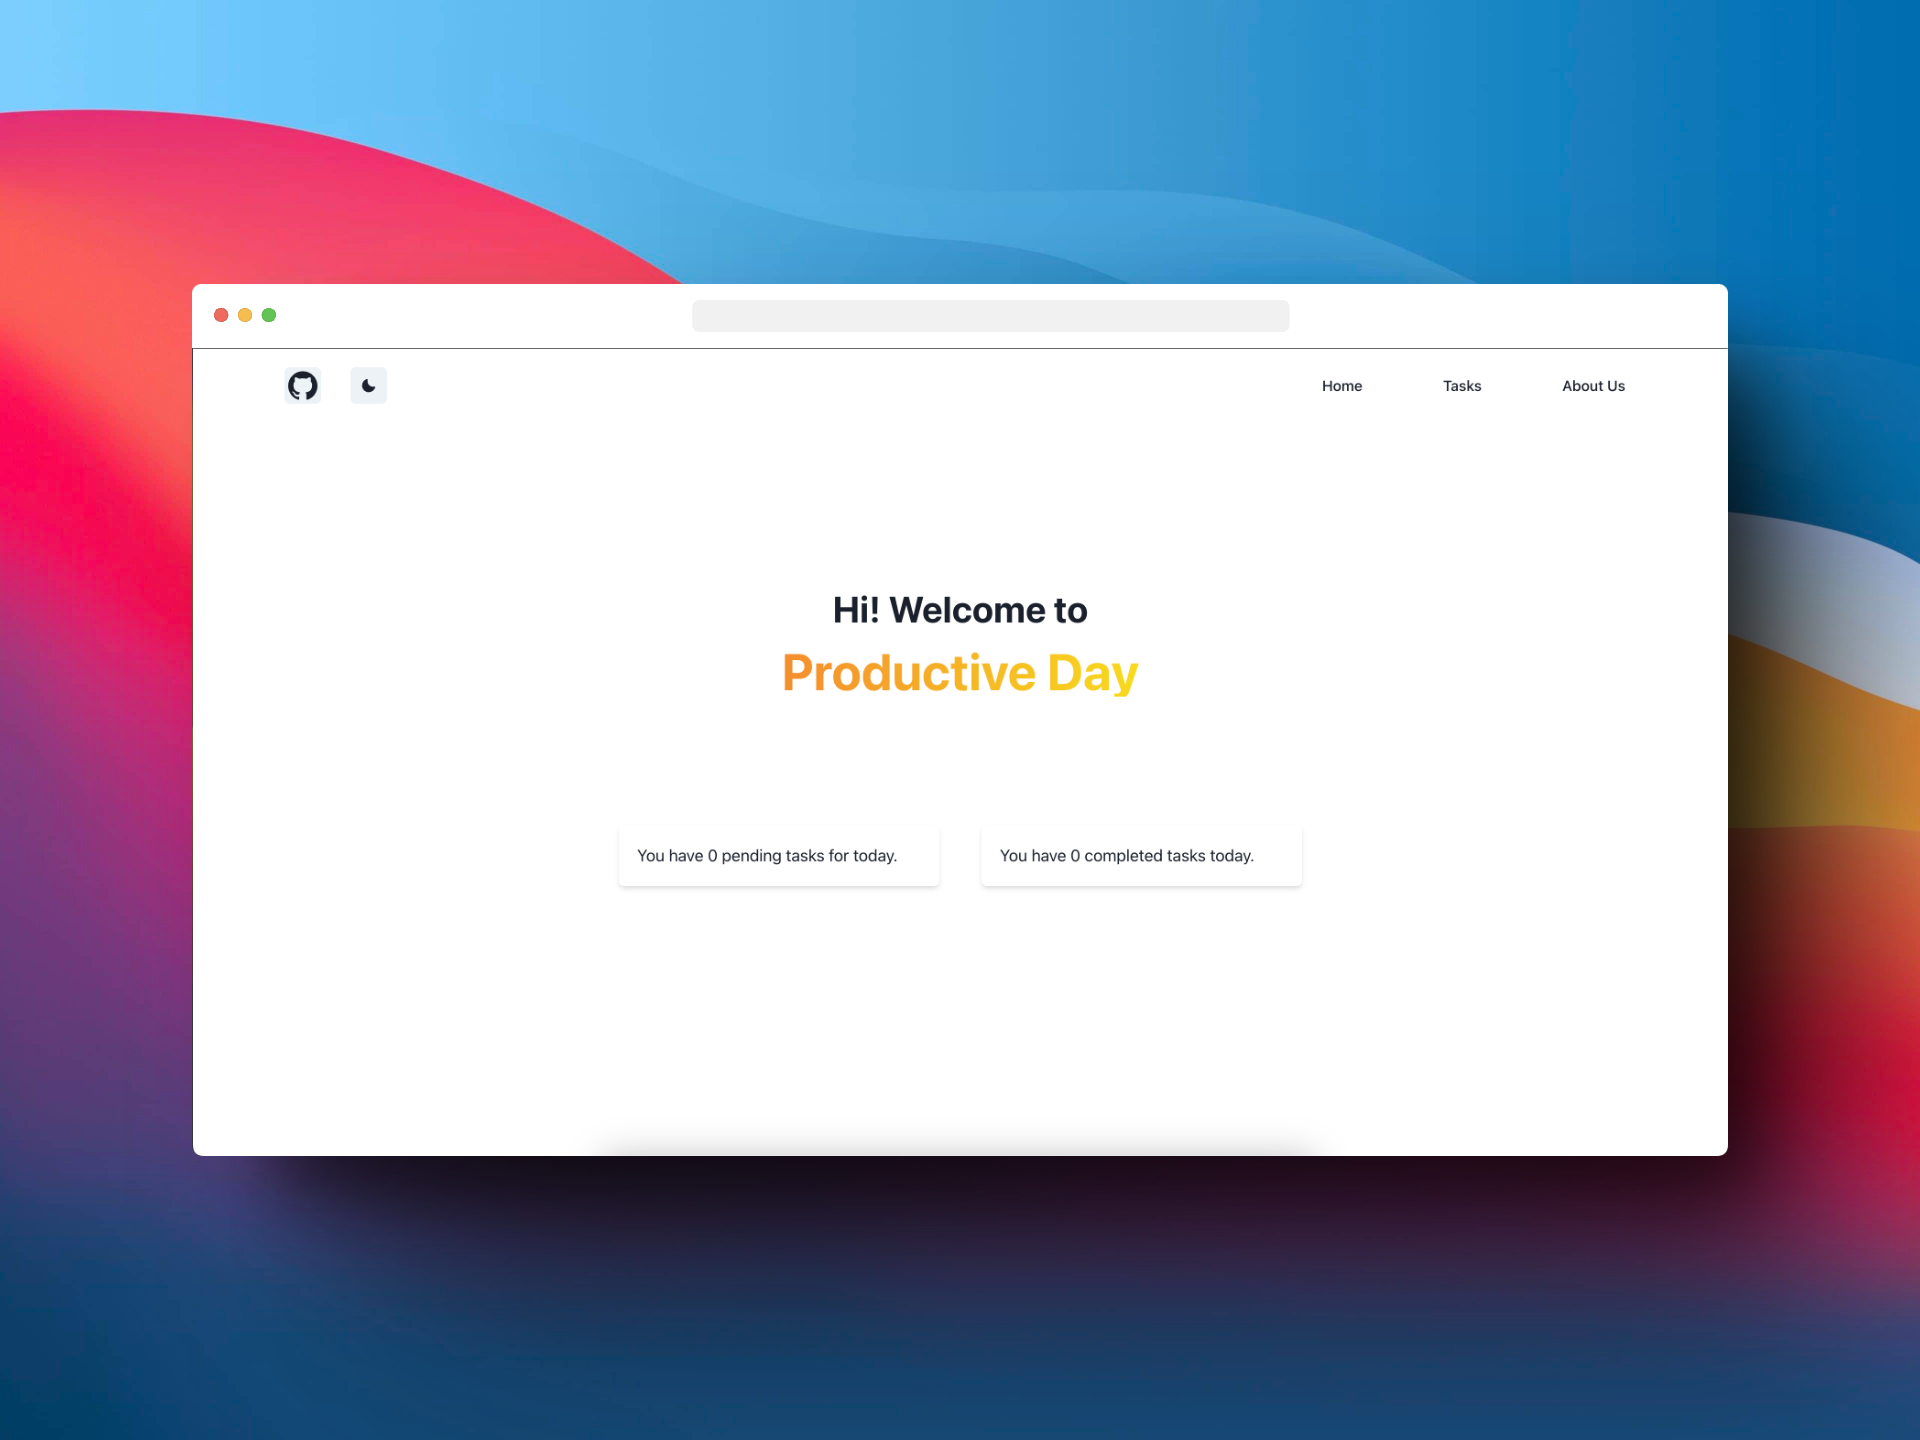 Home
Tasks
About Us
Hi! Welcome to
Productive Day
You have 0 pending tasks for today.
You have 0 completed tasks today.